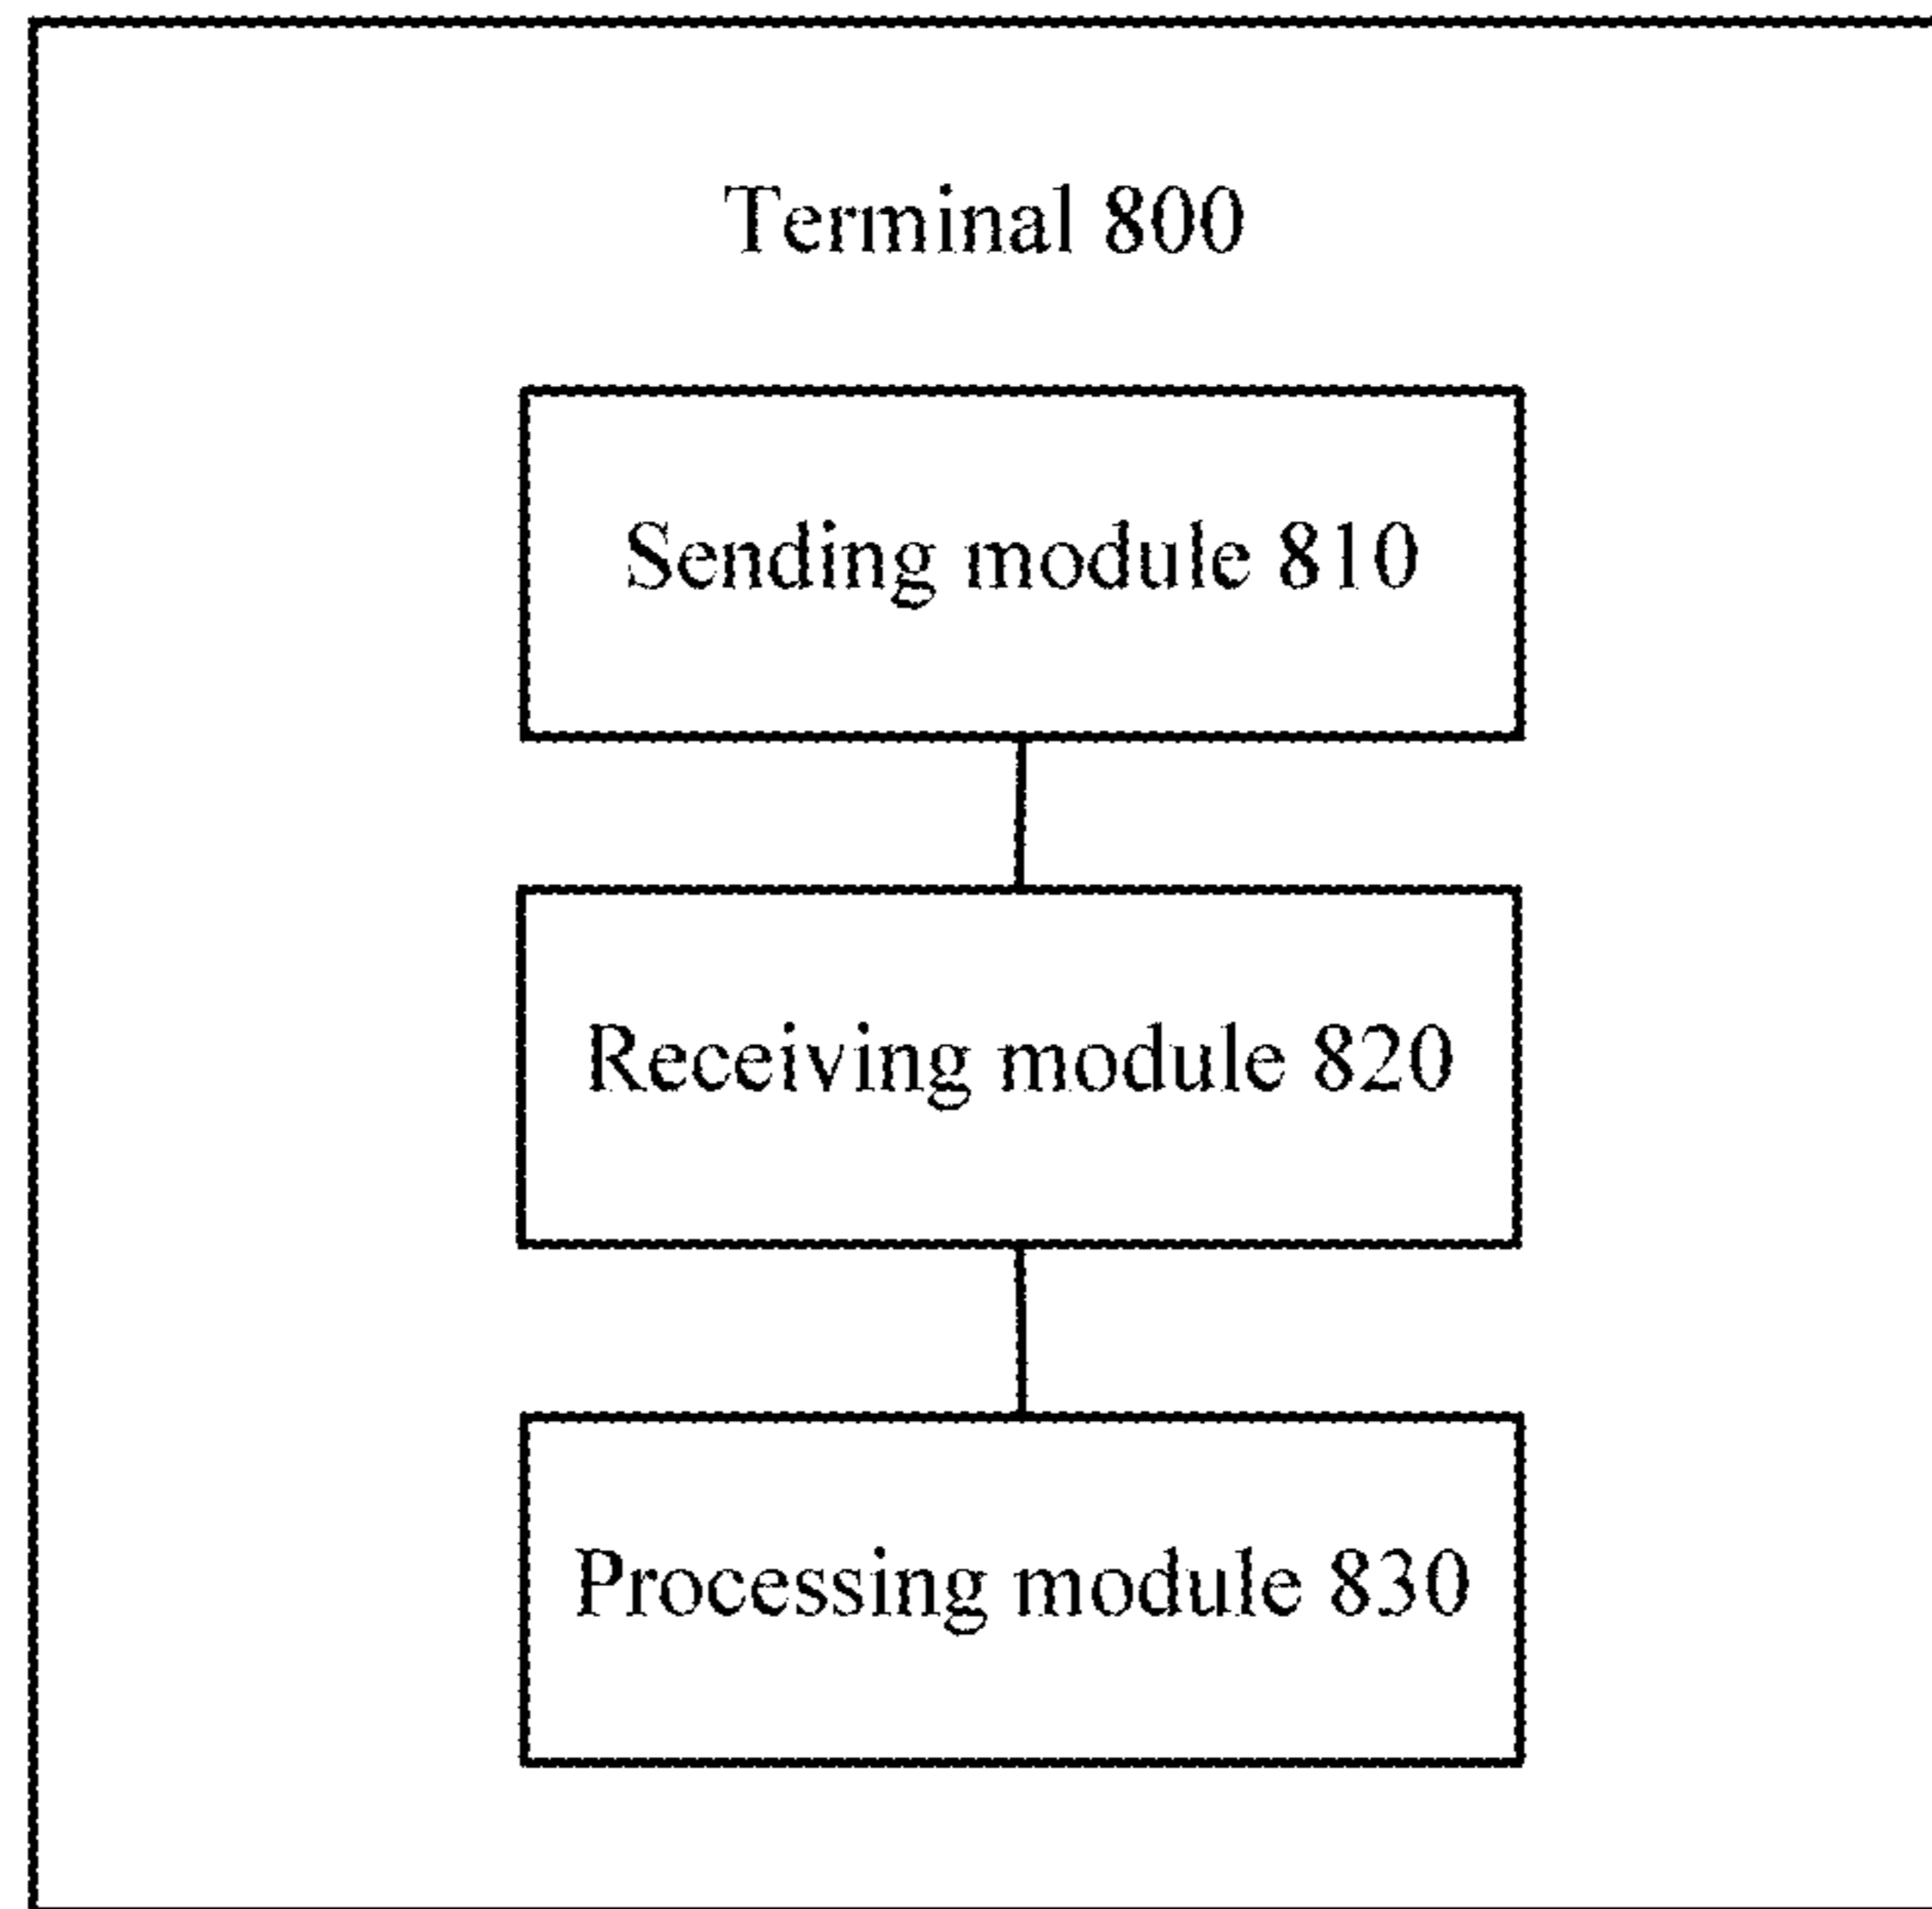 Terminal 800
Sending module 810
Receiving module 820
Processing module 830